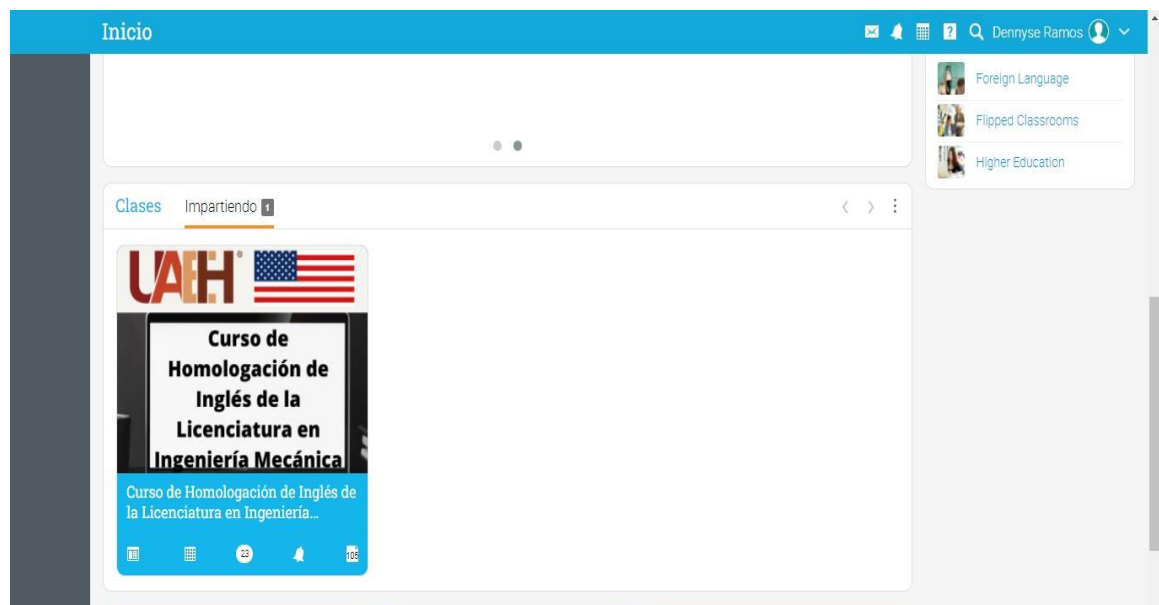 Inicio
? Dennyse Ramos
Foreign Language
Flipped Classrooms
Higher Education
Clases Impartiendo 1
UAEH
Curso de
Homologación de
Inglés de la
Licenciatura en
Ingeniería Mecánica
Curso de Homologación de Inglés de
la Licenciatura en Ingeniería...
23 105